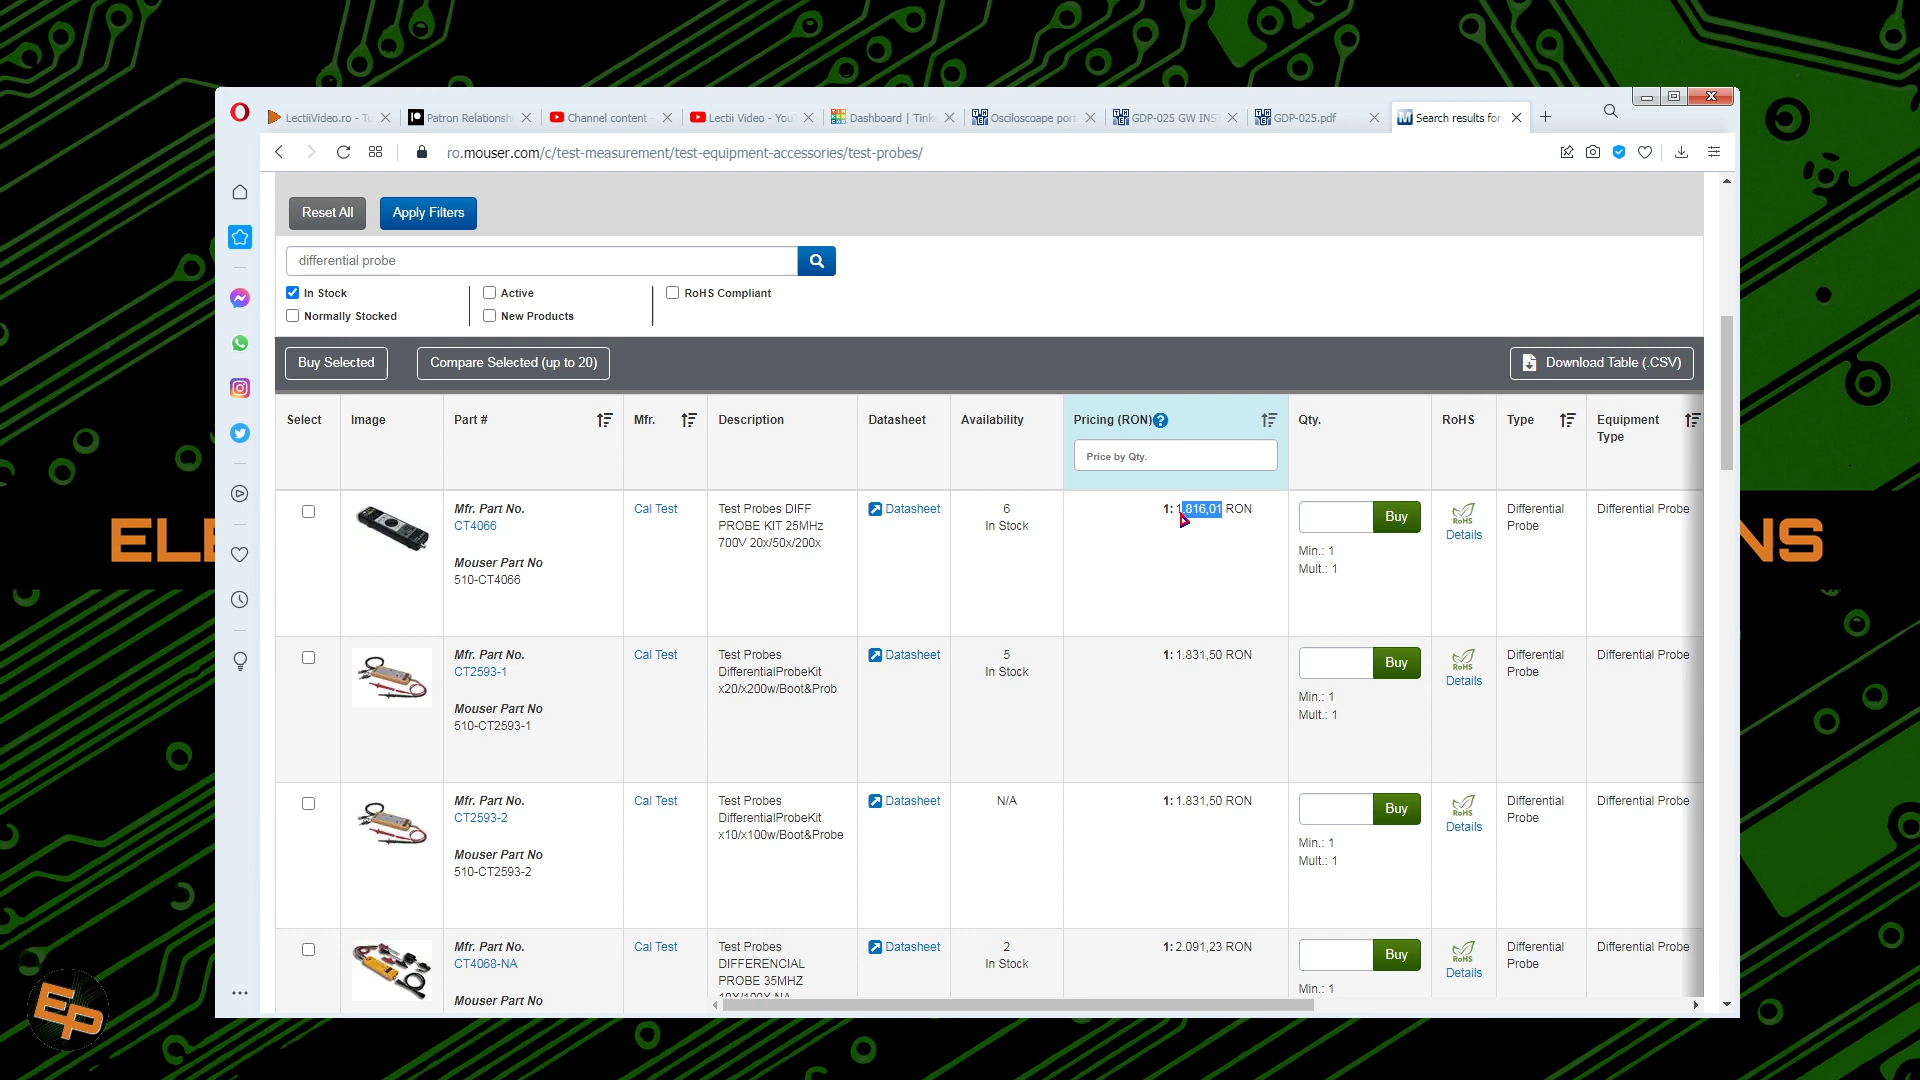 LectiiVideo.ro - Tu
Patron Relationsh
Channel content -
Lectii Video - You
Dashboard | Tink
Osciloscoape port
GDP-025 GW INS
GDP-025.pdf
Search results for
ro.mouser.com/c/test-measurement/test-equipment-accessories/test-probes/
Reset All
Apply Filters
differential probe
In Stock
Active
RoHS Compliant
Normally Stocked
New Products
Buy Selected
Compare Selected (up to 20)
Download Table (.CSV)
Select
Image
Part #
Mfr.
Description
Datasheet
Availability
Pricing (RON)
Qty.
RoHS
Type
Equipment
Type
Price by Qty.
Mfr. Part No.
CT4066
Mouser Part No
510-CT4066
Cal Test
Test Probes DIFF
PROBE KIT 25MHz
700V 20x/50x/200x
Datasheet
6
In Stock
1: 1.816,01 RON
Buy
Min.: 1
Mult.: 1
RoHS
Details
Differential
Probe
Differential Probe
Mfr. Part No.
CT2593-1
Mouser Part No
510-CT2593-1
Cal Test
Test Probes
DifferentialProbeKit
x20/x200w/Boot&Prob
Datasheet
5
In Stock
1: 1.831,50 RON
Buy
Min.: 1
Mult.: 1
RoHS
Details
Differential
Probe
Differential Probe
Mfr. Part No.
CT2593-2
Mouser Part No
510-CT2593-2
Cal Test
Test Probes
DifferentialProbeKit
x10/x100w/Boot&Probe
Datasheet
N/A
1: 1.831,50 RON
Buy
Min.: 1
Mult.: 1
RoHS
Details
Differential
Probe
Differential Probe
Mfr. Part No.
CT4068-NA
Mouser Part No
Cal Test
Test Probes
DIFFERENCIAL
PROBE 35MHZ
10X/100X NA
Datasheet
2
In Stock
1: 2.091,23 RON
Buy
Min.: 1
RoHS
Details
Differential
Probe
Differential Probe
ELE
NS
EP